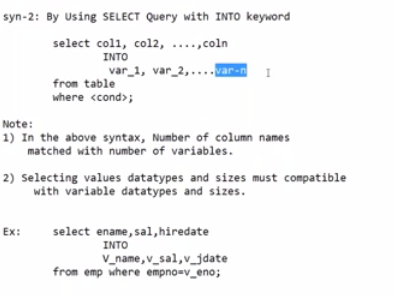 syn-2: By Using SELECT Query with INTO keyword
select col1, col2, ....,coln
INTO
var_1, var_2,....var-n
from table
where <cond>;
Note:
1) In the above syntax, Number of column names
matched with number of variables.
2) Selecting values datatypes and sizes must compatible
with variable datatypes and sizes.
Ex: select ename,sal,hiredate
INTO
V_name,v_sal,v_jdate
from emp where empno=v_eno;